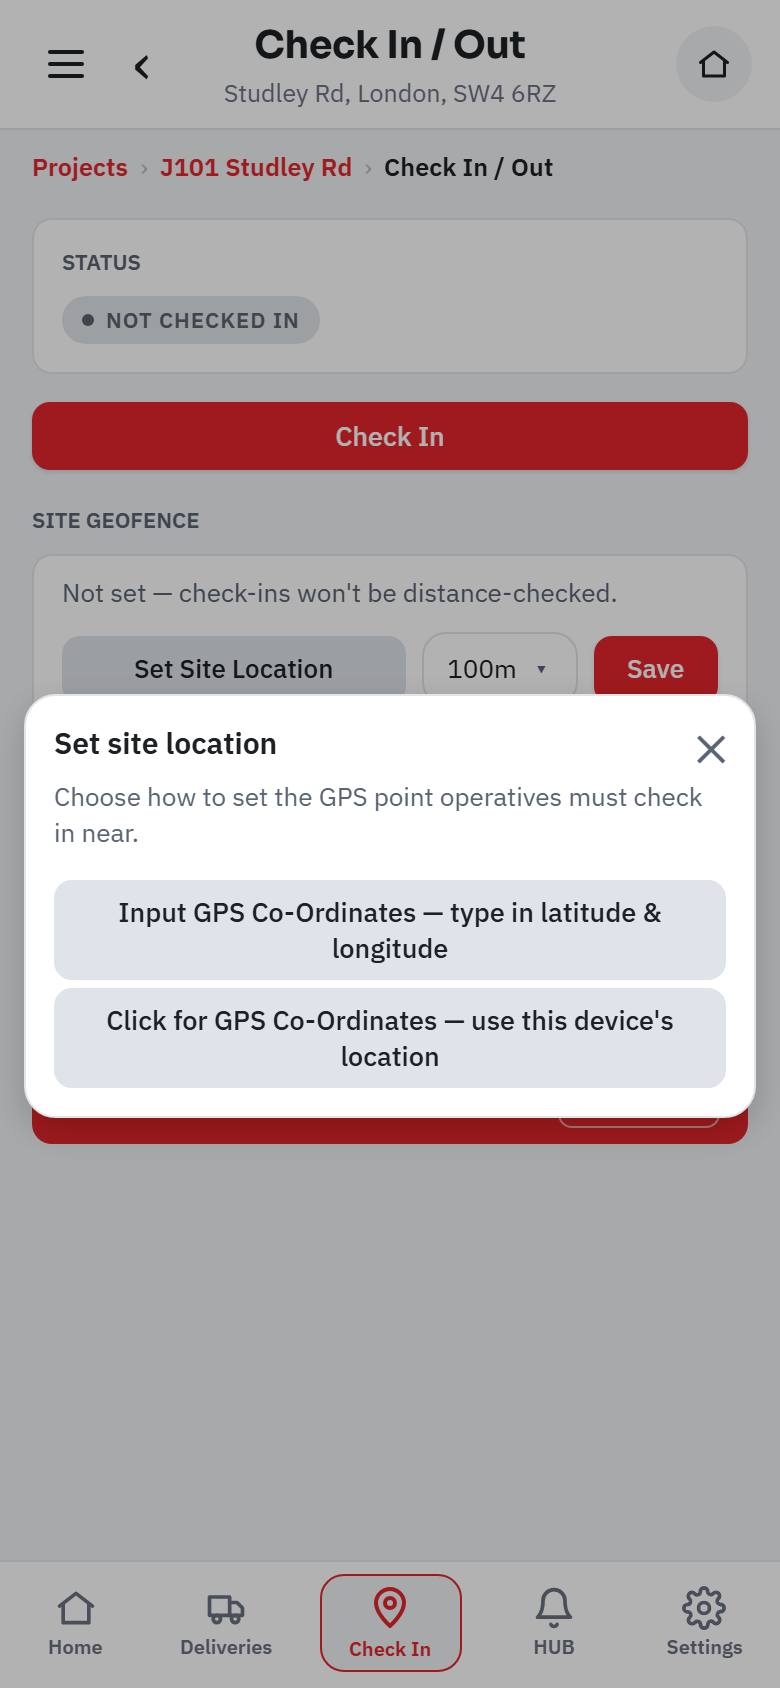 Check In / Out
Studley Rd, London, SW4 6RZ
Projects › J101 Studley Rd › Check In / Out
STATUS
NOT CHECKED IN
Check In
SITE GEOFENCE
Not set — check-ins won't be distance-checked.
Set Site Location 100m Save
Set site location
Choose how to set the GPS point operatives must check
in near.
Input GPS Co-Ordinates — type in latitude &
longitude
Click for GPS Co-Ordinates — use this device's
location
Home Deliveries Check In HUB Settings